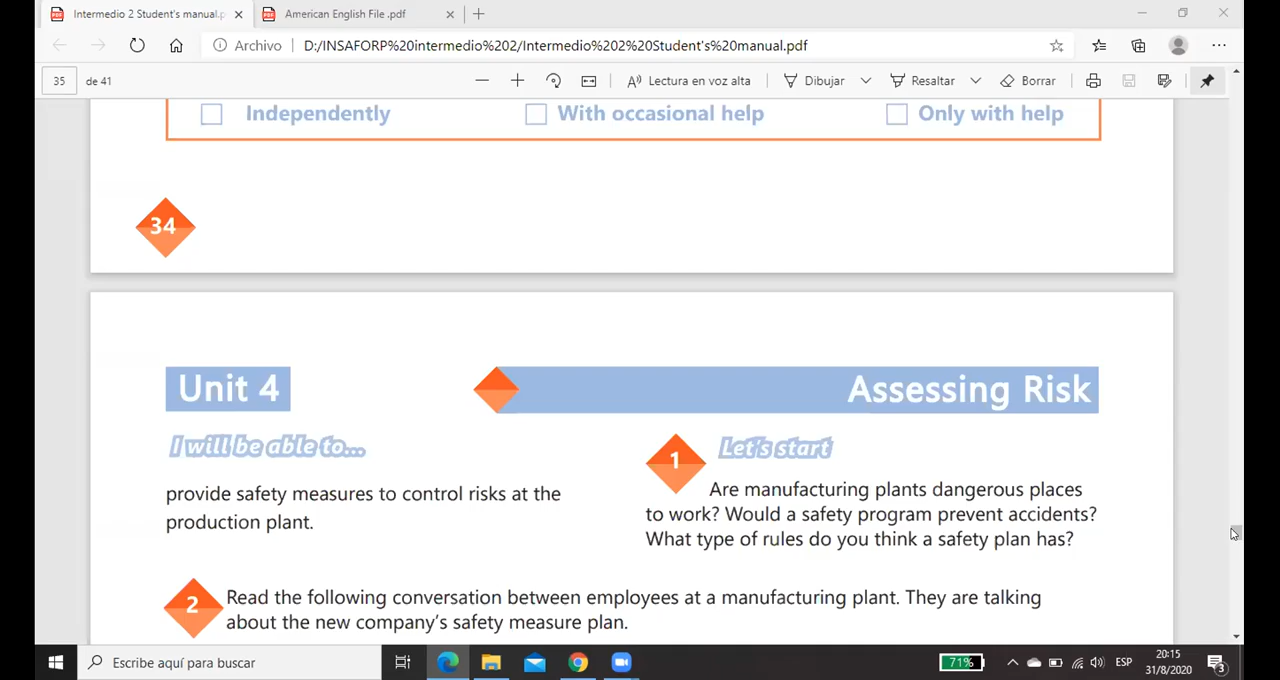 Intermedio 2 Student's manual.p
American English File .pdf
Archivo D:/INSAFORP%20intermedio%202/Intermedio%202%20Student's%20manual.pdf
35 de 41 Lectura en voz alta Dibujar Resaltar Borrar
Independently With occasional help Only with help
34
Unit 4 Assessing Risk
I will be able to...
provide safety measures to control risks at the
production plant.
1 Let's start
Are manufacturing plants dangerous places
to work? Would a safety program prevent accidents?
What type of rules do you think a safety plan has?
2 Read the following conversation between employees at a manufacturing plant. They are talking
about the new company's safety measure plan.
Escribe aquí para buscar 71% ESP 20:15
31/8/2020 3